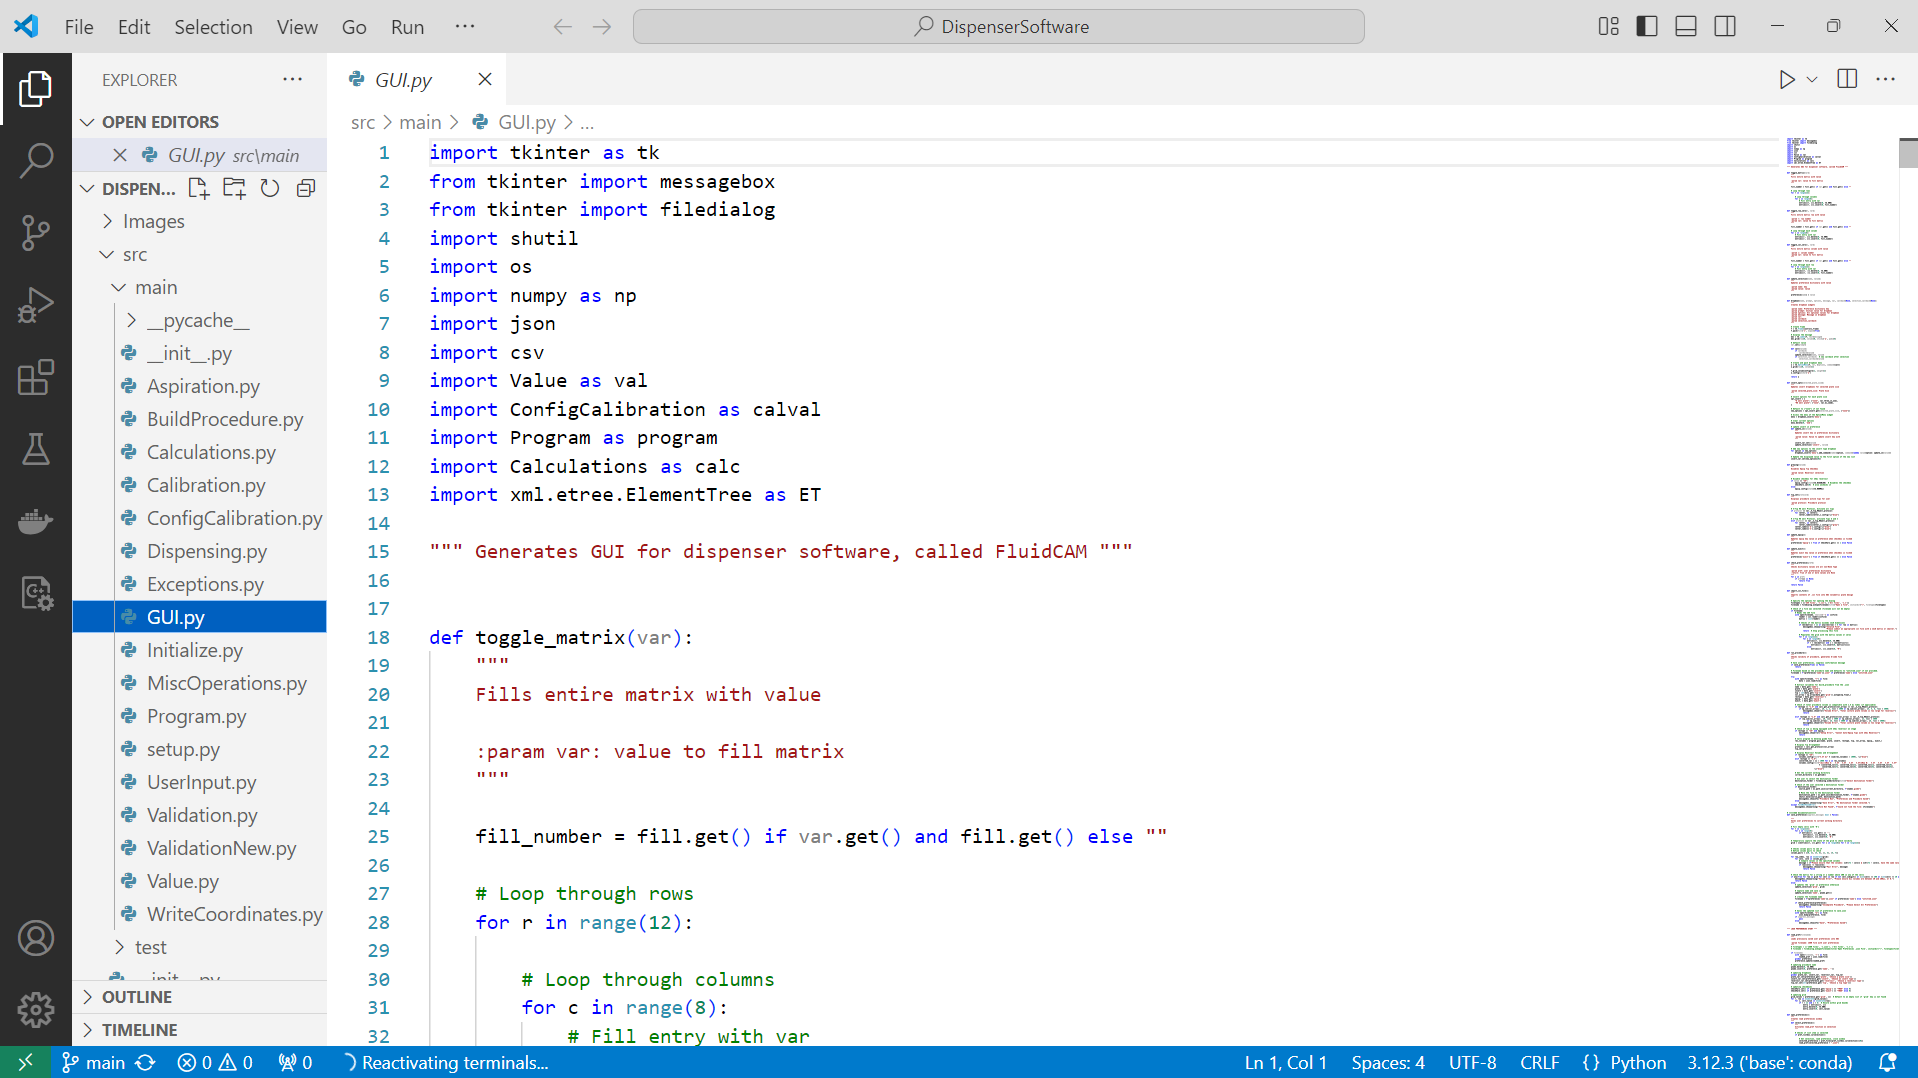 File Edit Selection View Go Run ··· DispenserSoftware
EXPLORER ···
OPEN EDITORS
GUI.py src\main
DISPEN...
Images
src
main
__pycache__
__init__.py
Aspiration.py
BuildProcedure.py
Calculations.py
Calibration.py
ConfigCalibration.py
Dispensing.py
Exceptions.py
GUI.py
Initialize.py
MiscOperations.py
Program.py
setup.py
UserInput.py
Validation.py
ValidationNew.py
Value.py
WriteCoordinates.py
test
__init__.py
OUTLINE
TIMELINE
GUI.py
src > main > GUI.py > ...
1 import tkinter as tk
2 from tkinter import messagebox
3 from tkinter import filedialog
4 import shutil
5 import os
6 import numpy as np
7 import json
8 import csv
9 import Value as val
10 import ConfigCalibration as calval
11 import Program as program
12 import Calculations as calc
13 import xml.etree.ElementTree as ET
14
15 """ Generates GUI for dispenser software, called FluidCAM """
16
17
18 def toggle_matrix(var):
19 """
20 Fills entire matrix with value
21
22 :param var: value to fill matrix
23 """
24
25 fill_number = fill.get() if var.get() and fill.get() else ""
26
27 # Loop through rows
28 for r in range(12):
29
30 # Loop through columns
31 for c in range(8):
32 # Fill entry with var
main 0 0 0 Reactivating terminals... Ln 1, Col 1 Spaces: 4 UTF-8 CRLF {} Python 3.12.3 ('base': conda)